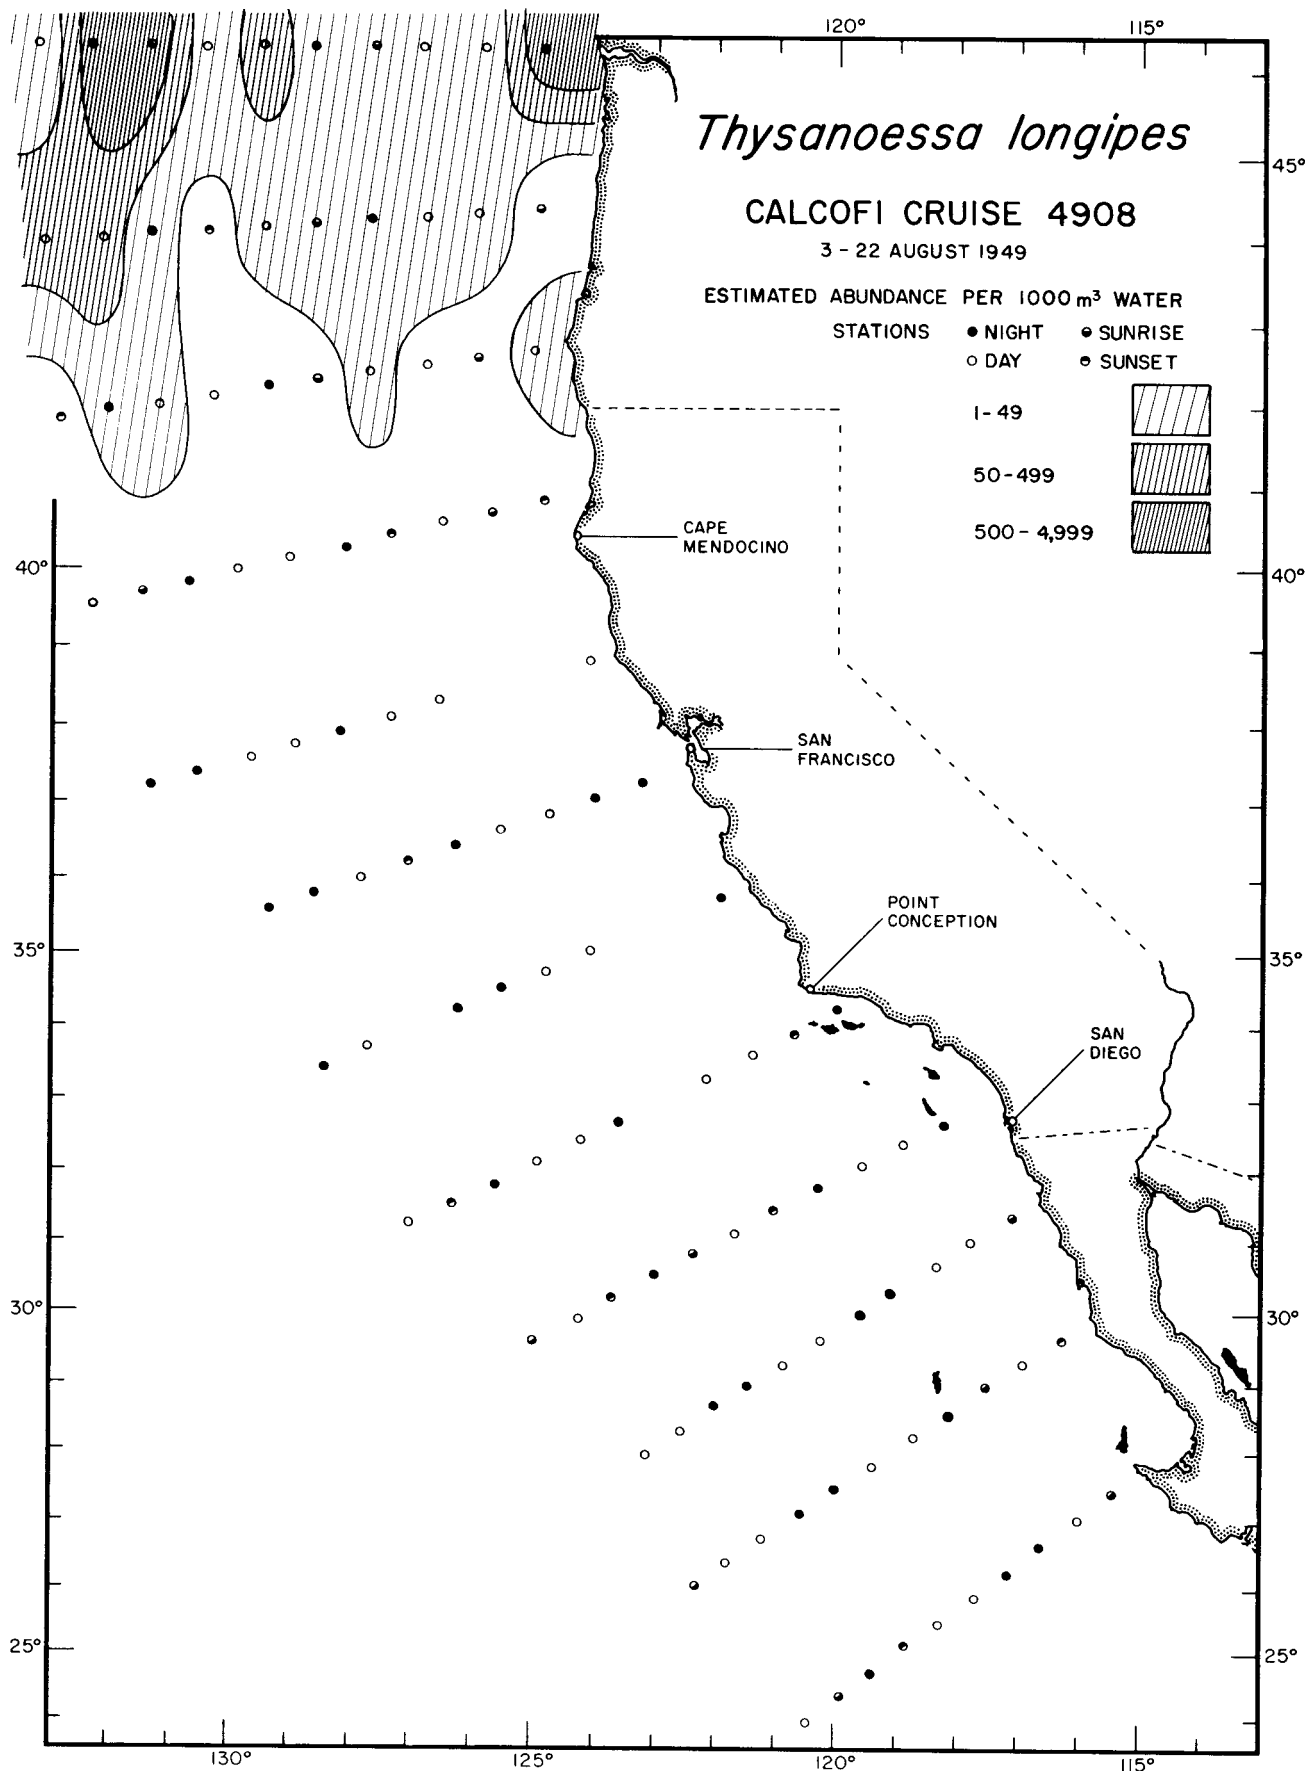 120° 115°
Thysanoessa longipes
45°
CALCOFI CRUISE 4908
3 - 22 AUGUST 1949
ESTIMATED ABUNDANCE PER 1000 m³ WATER
STATIONS ● NIGHT SUNRISE
○ DAY SUNSET
1 - 49
50 - 499
500 - 4,999
CAPE
MENDOCINO
40° 40°
SAN
FRANCISCO
POINT
CONCEPTION
35° 35°
SAN
DIEGO
30° 30°
25° 25°
130° 125° 120° 115°